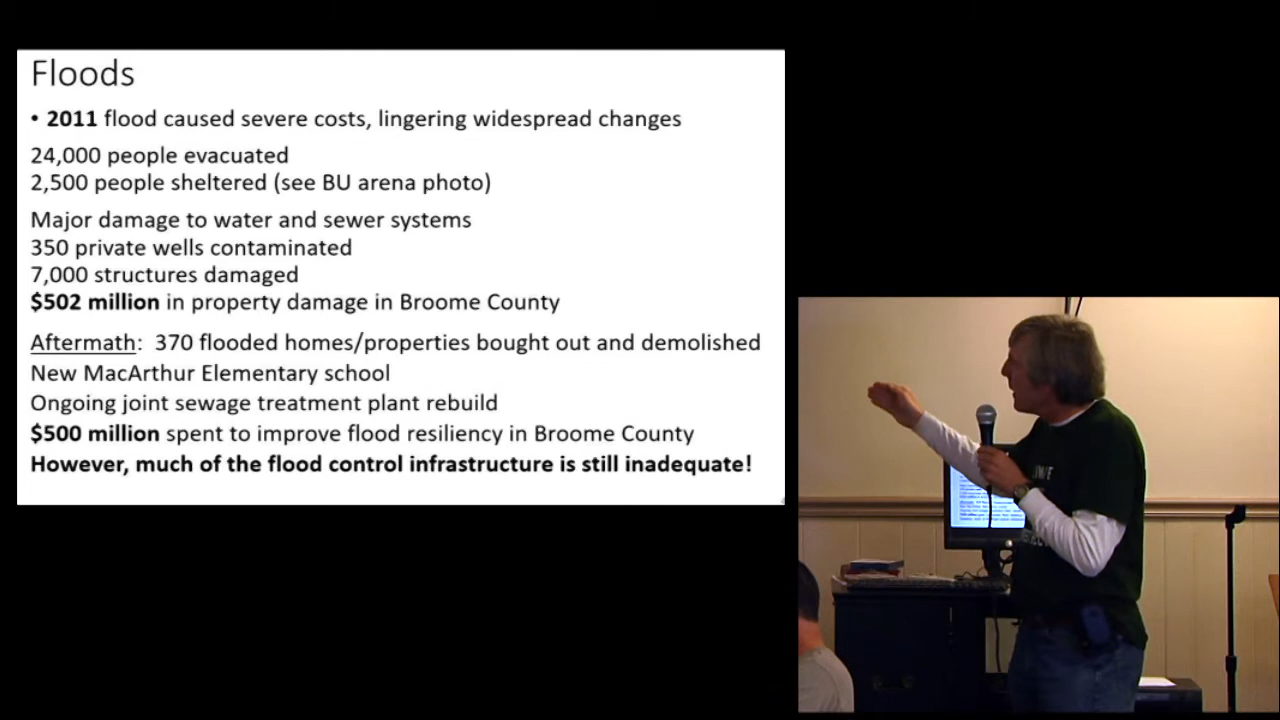 Floods
• 2011 flood caused severe costs, lingering widespread changes
24,000 people evacuated
2,500 people sheltered (see BU arena photo)
Major damage to water and sewer systems
350 private wells contaminated
7,000 structures damaged
$502 million in property damage in Broome County
Aftermath:  370 flooded homes/properties bought out and demolished
New MacArthur Elementary school
Ongoing joint sewage treatment plant rebuild
$500 million spent to improve flood resiliency in Broome County
However, much of the flood control infrastructure is still inadequate!